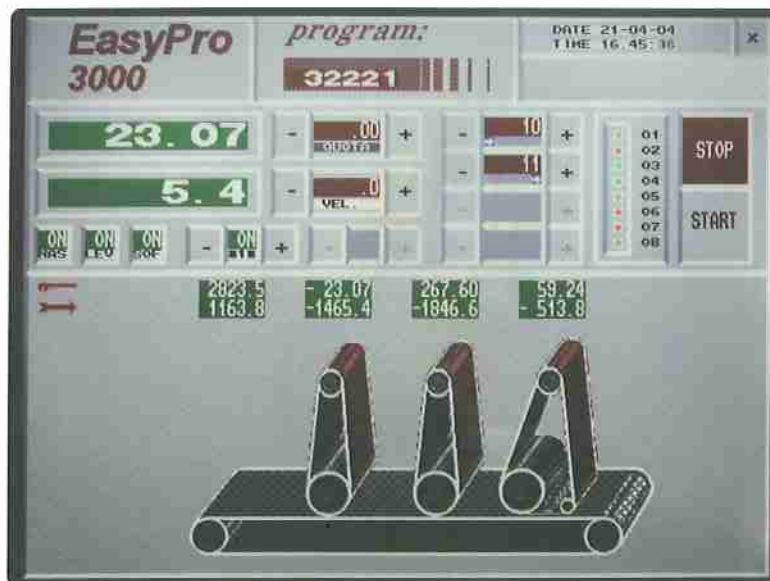 EasyPro
3000
program:
32221
DATE 21-04-04
TIME 16.45:36
×
23.07
- .00 +
QUOTA
- 10 +
- 11 +
5.4
- .0 +
VEL.
01
02
03
04
05
06
07
08
STOP
START
ON ON ON
NAS LEV SOF
- ON +
- +
2823.5 - 23.07 267.60 59.24
1163.8 -1465.4 -1846.6 - 513.8